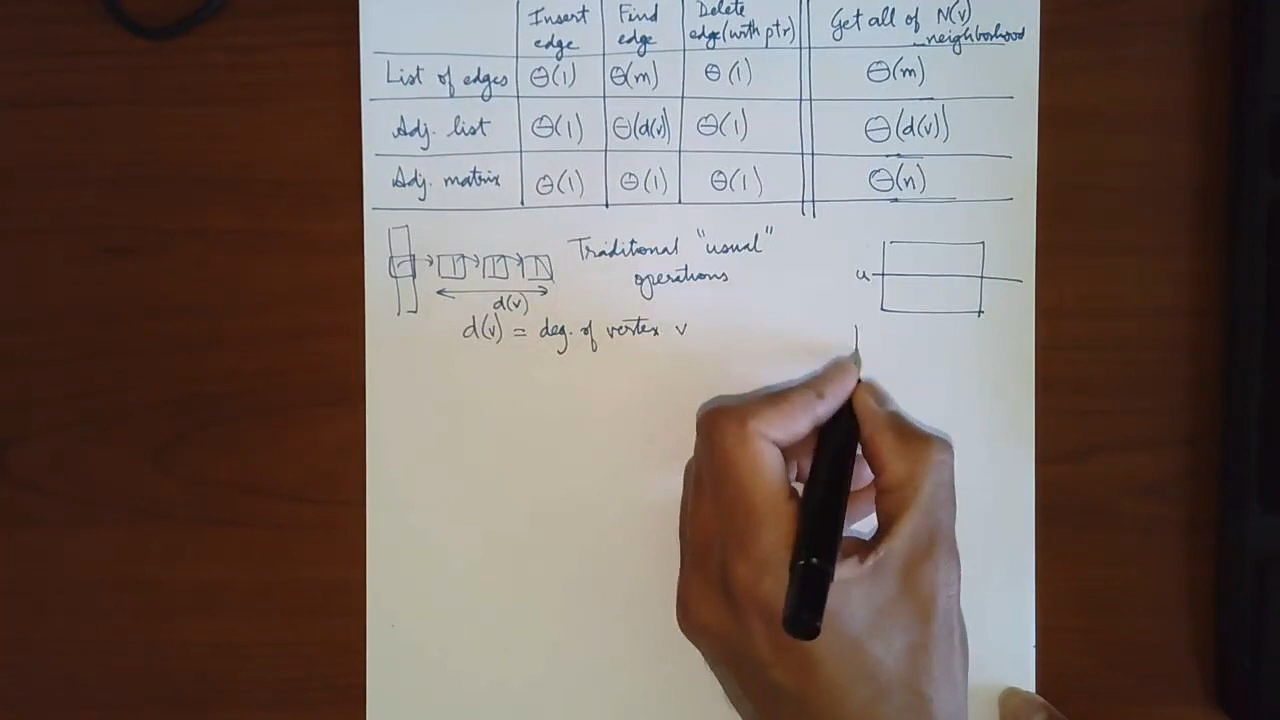 Insert edge | Find edge | Delete edge (with ptr) | Get all of N(v) neighborhood
List of edges | Θ(1) | Θ(m) | Θ(1) | Θ(m)
Adj. list | Θ(1) | Θ(d(v)) | Θ(1) | Θ(d(v))
Adj. matrix | Θ(1) | Θ(1) | Θ(1) | Θ(n)
Traditional "usual"
operations
u
d(v)
d(v) = deg. of vertex v